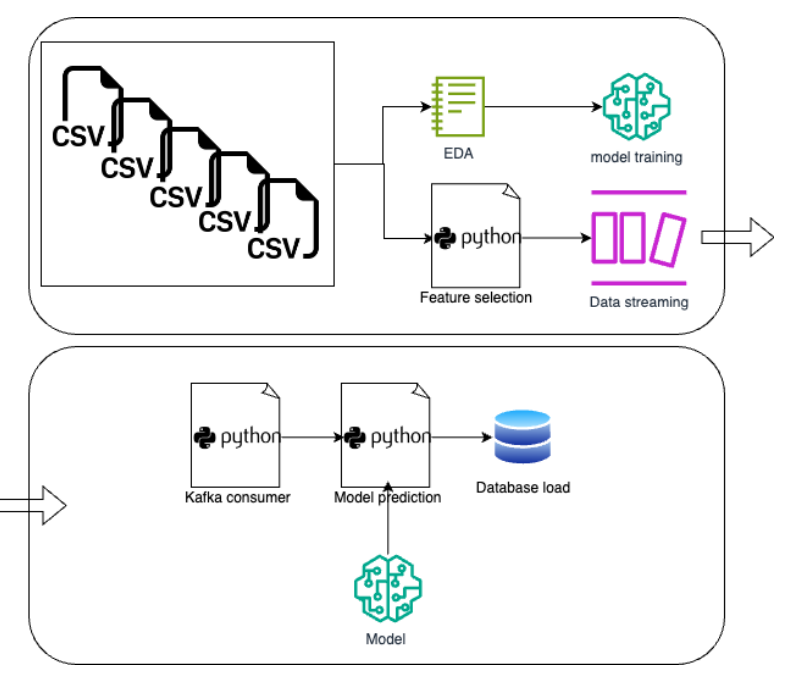 CSV
CSV
CSV
CSV
CSV
EDA
model training
python
Feature selection
Data streaming
python
python
Kafka consumer
Model prediction
Database load
Model